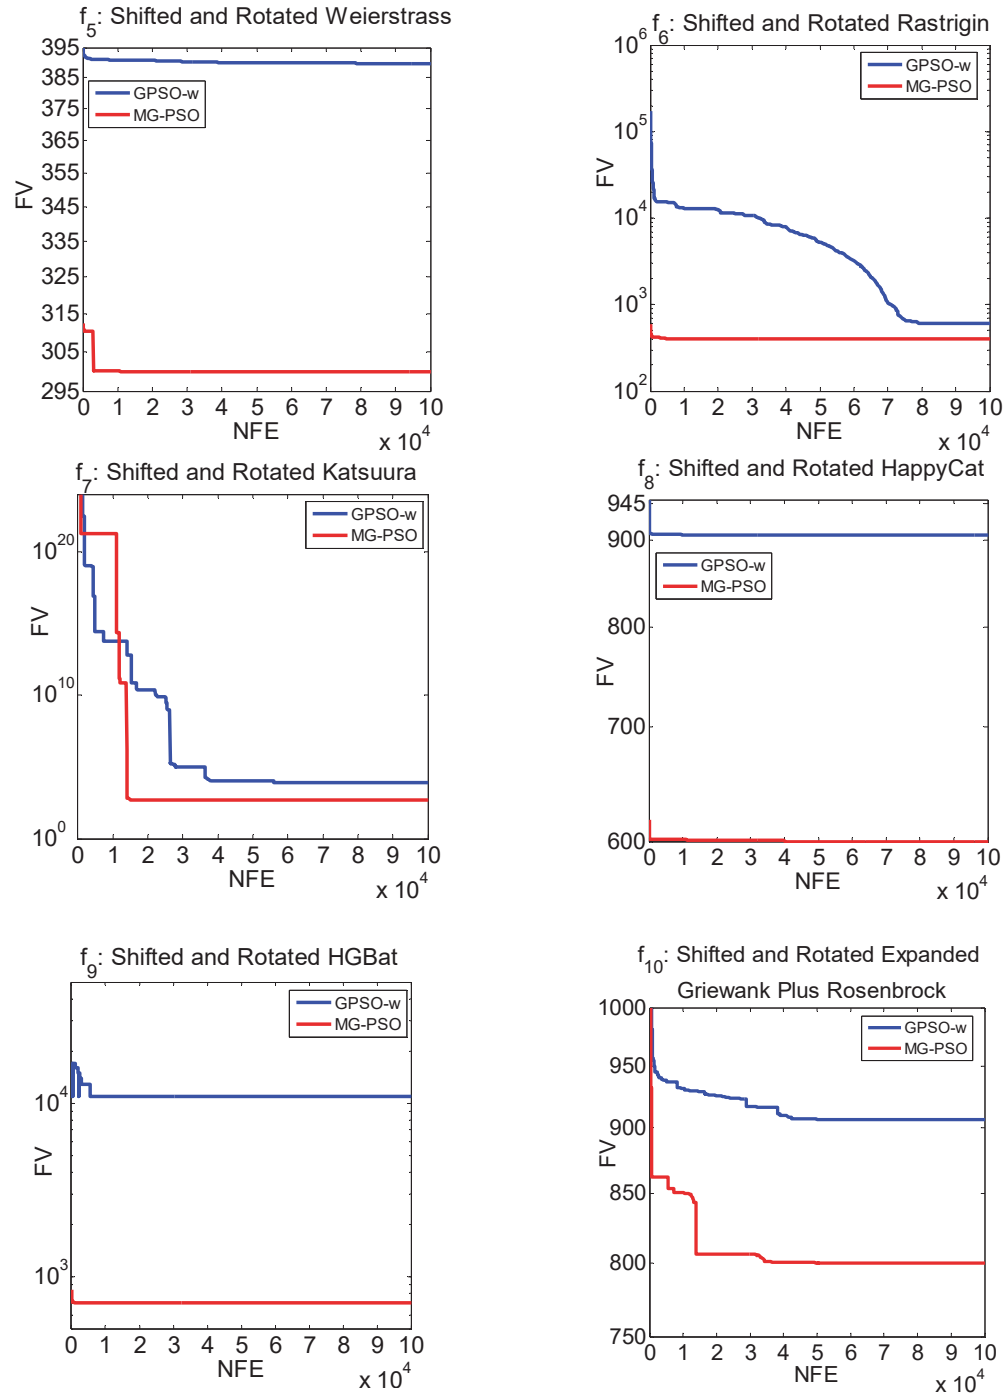 f5: Shifted and Rotated Weierstrass
395
385
375
365
355
345
335
325
315
305
295
FV
GPSO-w
MG-PSO
0 1 2 3 4 5 6 7 8 9 10
NFE
x 10^4
f6: Shifted and Rotated Rastrigin
10^6
10^5
10^4
10^3
10^2
FV
GPSO-w
MG-PSO
0 1 2 3 4 5 6 7 8 9 10
NFE
x 10^4
f7: Shifted and Rotated Katsuura
10^20
10^10
10^0
FV
GPSO-w
MG-PSO
0 1 2 3 4 5 6 7 8 9 10
NFE
x 10^4
f8: Shifted and Rotated HappyCat
945
900
800
700
600
FV
GPSO-w
MG-PSO
0 1 2 3 4 5 6 7 8 9 10
NFE
x 10^4
f9: Shifted and Rotated HGBat
10^4
10^3
FV
GPSO-w
MG-PSO
0 1 2 3 4 5 6 7 8 9 10
NFE
x 10^4
f10: Shifted and Rotated Expanded
Griewank Plus Rosenbrock
1000
950
900
850
800
750
FV
GPSO-w
MG-PSO
0 1 2 3 4 5 6 7 8 9 10
NFE
x 10^4